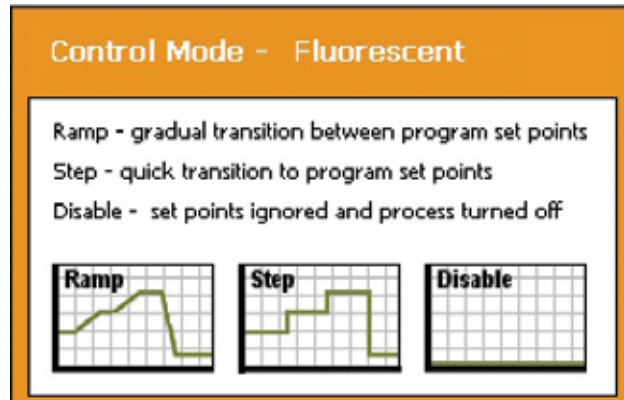 Control Mode - Fluorescent
Ramp - gradual transition between program set points
Step - quick transition to program set points
Disable - set points ignored and process turned off
Ramp
Step
Disable